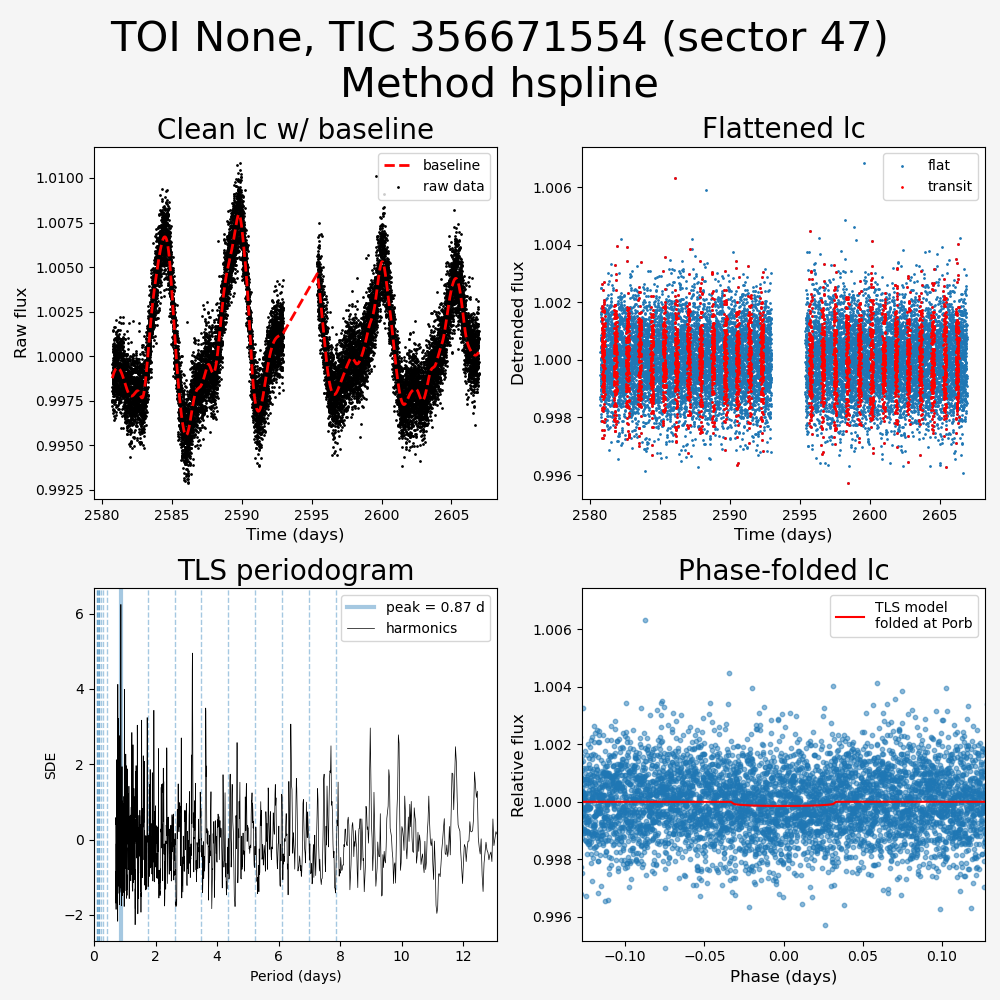 TOI None, TIC 356671554 (sector 47)
Method hspline
Clean lc w/ baseline
baseline
raw data
1.0100
1.0075
1.0050
1.0025
1.0000
0.9975
0.9950
0.9925
Raw flux
2580
2585
2590
2595
2600
2605
Time (days)
Flattened lc
flat
transit
1.006
1.004
1.002
1.000
0.998
0.996
Detrended flux
2580
2585
2590
2595
2600
2605
Time (days)
TLS periodogram
peak = 0.87 d
harmonics
6
4
2
0
−2
SDE
0
2
4
6
8
10
12
Period (days)
Phase-folded lc
TLS model
folded at Porb
1.006
1.004
1.002
1.000
0.998
0.996
Relative flux
−0.10
−0.05
0.00
0.05
0.10
Phase (days)